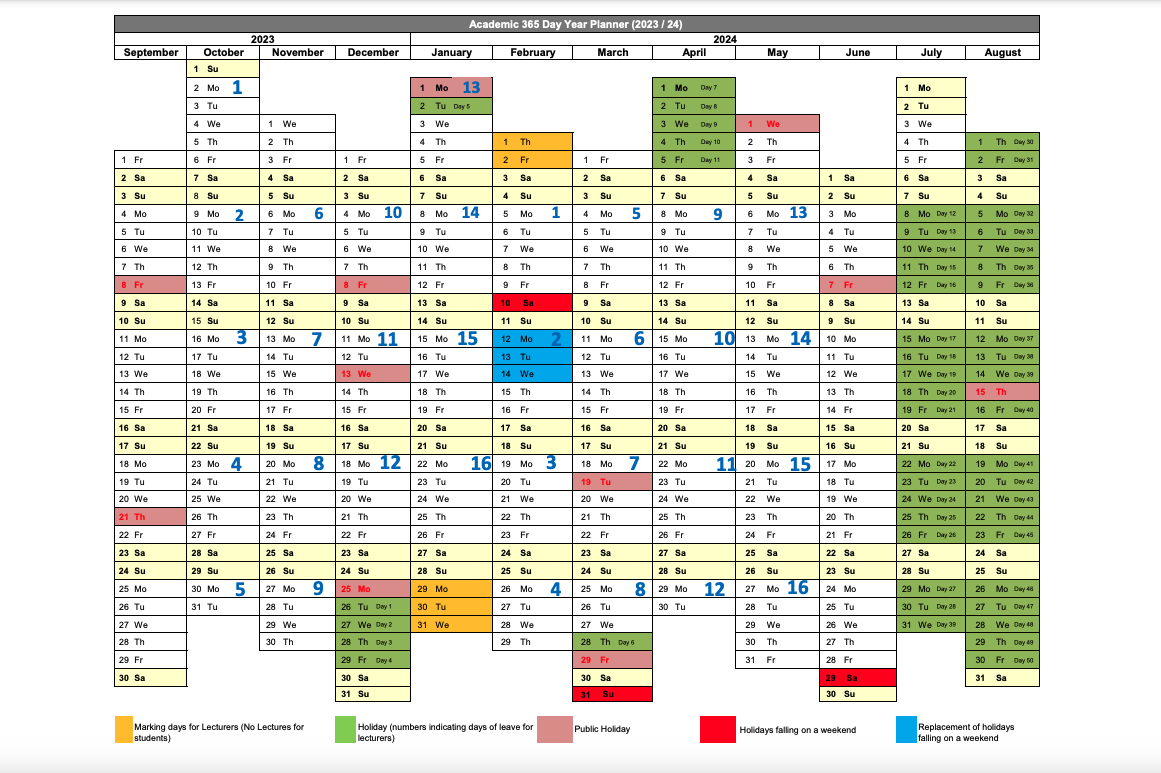 Academic 365 Day Year Planner (2023 / 24)
2023 2024
September October November December January February March April May June July August
1 Su
2 Mo 1 1 Mo 13 1 Mo Day 7 1 Mo
3 Tu 2 Tu Day 5 2 Tu Day 8 2 Tu
4 We 1 We 3 We 3 We Day 9 1 We 3 We
5 Th 2 Th 4 Th 1 Th 4 Th Day 10 2 Th 4 Th 1 Th Day 30
1 Fr 6 Fr 3 Fr 1 Fr 5 Fr 2 Fr 1 Fr 5 Fr Day 11 3 Fr 5 Fr 2 Fr Day 31
2 Sa 7 Sa 4 Sa 2 Sa 6 Sa 3 Sa 2 Sa 6 Sa 4 Sa 1 Sa 6 Sa 3 Sa
3 Su 8 Su 5 Su 3 Su 7 Su 4 Su 3 Su 7 Su 5 Su 2 Su 7 Su 4 Su
4 Mo 9 Mo 2 6 Mo 6 4 Mo 10 8 Mo 14 5 Mo 1 4 Mo 5 8 Mo 9 6 Mo 13 3 Mo 8 Mo Day 12 5 Mo Day 32
5 Tu 10 Tu 7 Tu 5 Tu 9 Tu 6 Tu 5 Tu 9 Tu 7 Tu 4 Tu 9 Tu Day 13 6 Tu Day 33
6 We 11 We 8 We 6 We 10 We 7 We 6 We 10 We 8 We 5 We 10 We Day 14 7 We Day 34
7 Th 12 Th 9 Th 7 Th 11 Th 8 Th 7 Th 11 Th 9 Th 6 Th 11 Th Day 15 8 Th Day 35
8 Fr 13 Fr 10 Fr 8 Fr 12 Fr 9 Fr 8 Fr 12 Fr 10 Fr 7 Fr 12 Fr Day 16 9 Fr Day 36
9 Sa 14 Sa 11 Sa 9 Sa 13 Sa 10 Sa 9 Sa 13 Sa 11 Sa 8 Sa 13 Sa 10 Sa
10 Su 15 Su 12 Su 10 Su 14 Su 11 Su 10 Su 14 Su 12 Su 9 Su 14 Su 11 Su
11 Mo 16 Mo 3 13 Mo 7 11 Mo 11 15 Mo 15 12 Mo 2 11 Mo 6 15 Mo 10 13 Mo 14 10 Mo 15 Mo Day 17 12 Mo Day 37
12 Tu 17 Tu 14 Tu 12 Tu 16 Tu 13 Tu 12 Tu 16 Tu 14 Tu 11 Tu 16 Tu Day 18 13 Tu Day 38
13 We 18 We 15 We 13 We 17 We 14 We 13 We 17 We 15 We 12 We 17 We Day 19 14 We Day 39
14 Th 19 Th 16 Th 14 Th 18 Th 15 Th 14 Th 18 Th 16 Th 13 Th 18 Th Day 20 15 Th
15 Fr 20 Fr 17 Fr 15 Fr 19 Fr 16 Fr 15 Fr 19 Fr 17 Fr 14 Fr 19 Fr Day 21 16 Fr Day 40
16 Sa 21 Sa 18 Sa 16 Sa 20 Sa 17 Sa 16 Sa 20 Sa 18 Sa 15 Sa 20 Sa 17 Sa
17 Su 22 Su 19 Su 17 Su 21 Su 18 Su 17 Su 21 Su 19 Su 16 Su 21 Su 18 Su
18 Mo 23 Mo 4 20 Mo 8 18 Mo 12 22 Mo 16 19 Mo 3 18 Mo 7 22 Mo 11 20 Mo 15 17 Mo 22 Mo Day 22 19 Mo Day 41
19 Tu 24 Tu 21 Tu 19 Tu 23 Tu 20 Tu 19 Tu 23 Tu 21 Tu 18 Tu 23 Tu Day 23 20 Tu Day 42
20 We 25 We 22 We 20 We 24 We 21 We 20 We 24 We 22 We 19 We 24 We Day 24 21 We Day 43
21 Th 26 Th 23 Th 21 Th 25 Th 22 Th 21 Th 25 Th 23 Th 20 Th 25 Th Day 25 22 Th Day 44
22 Fr 27 Fr 24 Fr 22 Fr 26 Fr 23 Fr 22 Fr 26 Fr 24 Fr 21 Fr 26 Fr Day 26 23 Fr Day 45
23 Sa 28 Sa 25 Sa 23 Sa 27 Sa 24 Sa 23 Sa 27 Sa 25 Sa 22 Sa 27 Sa 24 Sa
24 Su 29 Su 26 Su 24 Su 28 Su 25 Su 24 Su 28 Su 26 Su 23 Su 28 Su 25 Su
25 Mo 30 Mo 5 27 Mo 9 25 Mo 29 Mo 26 Mo 4 25 Mo 8 29 Mo 12 27 Mo 16 24 Mo 29 Mo Day 27 26 Mo Day 46
26 Tu 31 Tu 28 Tu 26 Tu Day 1 30 Tu 27 Tu 26 Tu 30 Tu 28 Tu 25 Tu 30 Tu Day 28 27 Tu Day 47
27 We 29 We 27 We Day 2 31 We 28 We 27 We 29 We 26 We 31 We Day 39 28 We Day 48
28 Th 30 Th 28 Th Day 3 29 Th 28 Th Day 6 30 Th 27 Th 29 Th Day 49
29 Fr 29 Fr Day 4 29 Fr 31 Fr 28 Fr 30 Fr Day 50
30 Sa 30 Sa 30 Sa 29 Sa 31 Sa
31 Su 31 Su 30 Su
Marking days for Lecturers (No Lectures for students)
Holiday (numbers indicating days of leave for lecturers)
Public Holiday
Holidays falling on a weekend
Replacement of holidays falling on a weekend